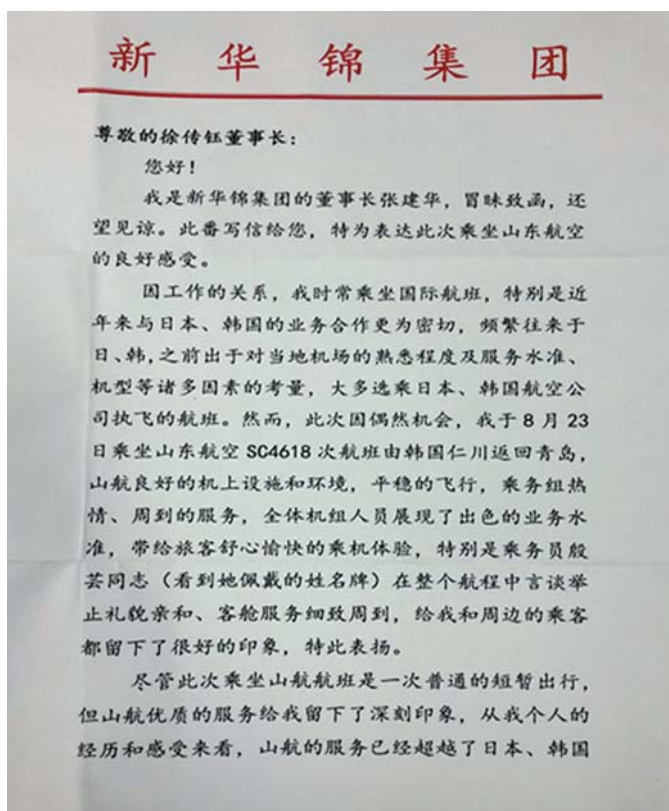 新华锦集团
尊敬的徐传钰董事长：
您好！
我是新华锦集团的董事长张建华，冒昧致函，还
望见谅。此番写信给您，特为表达此次乘坐山东航空
的良好感受。
因工作的关系，我时常乘坐国际航班，特别是近
年来与日本、韩国的业务合作更为密切，频繁往来于
日、韩，之前出于对当地机场的熟悉程度及服务水准、
机型等诸多因素的考量，大多选乘日本、韩国航空公
司执飞的航班。然而，此次因偶然机会，我于 8 月 23
日乘坐山东航空 SC4618 次航班由韩国仁川返回青岛，
山航良好的机上设施和环境，平稳的飞行，乘务组热
情、周到的服务，全体机组人员展现了出色的业务水
准，带给旅客舒心愉快的乘机体验，特别是乘务员殷
芸同志（看到她佩戴的姓名牌）在整个航程中言谈举
止礼貌亲和、客舱服务细致周到，给我和周边的乘客
都留下了很好的印象，特此表扬。
尽管此次乘坐山航航班是一次普通的短暂出行，
但山航优质的服务给我留下了深刻印象，从我个人的
经历和感受来看，山航的服务已经超越了日本、韩国